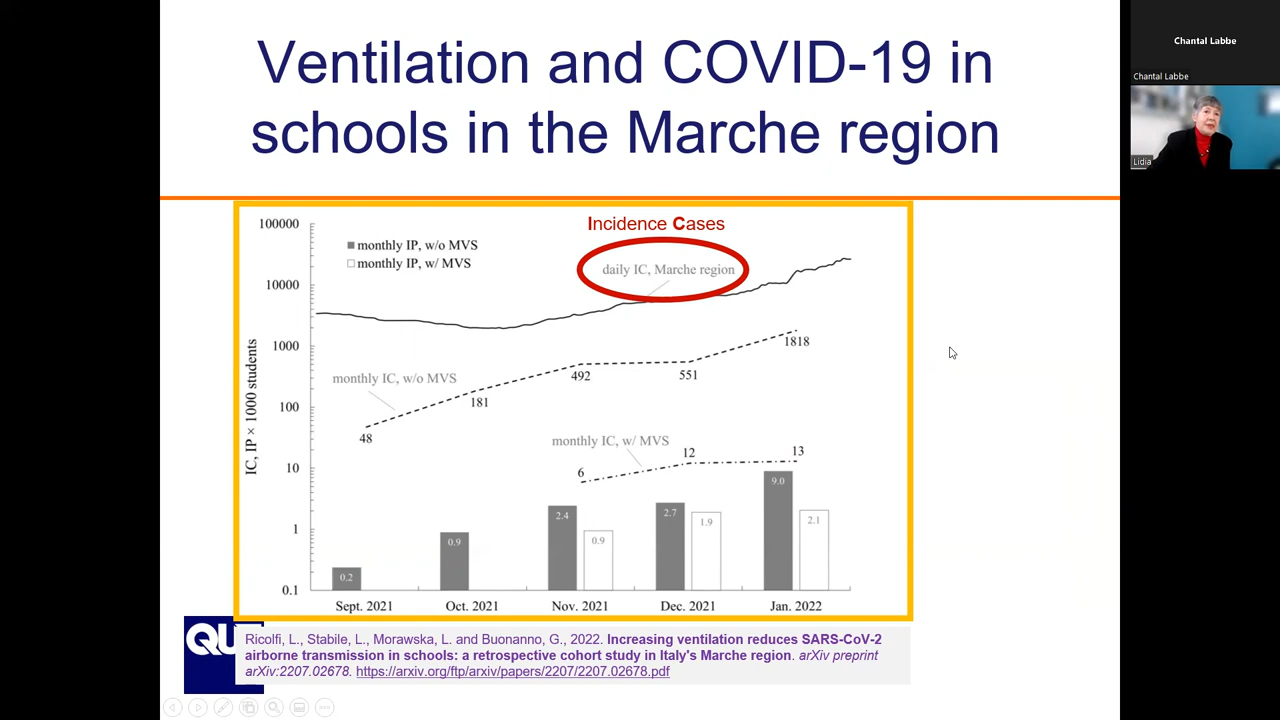 Ventilation and COVID-19 in
schools in the Marche region
Chantal Labbe
Chantal Labbe
Lidia
Incidence Cases
100000
10000
1000
100
10
1
0.1
IC, IP × 1000 students
monthly IP, w/o MVS
monthly IP, w/ MVS
daily IC, Marche region
monthly IC, w/o MVS
48
181
492
551
1818
monthly IC, w/ MVS
6
12
13
0.2
0.9
2.4
0.9
2.7
1.9
9.0
2.1
Sept. 2021
Oct. 2021
Nov. 2021
Dec. 2021
Jan. 2022
QU
Ricolfi, L., Stabile, L., Morawska, L. and Buonanno, G., 2022. Increasing ventilation reduces SARS-CoV-2
airborne transmission in schools: a retrospective cohort study in Italy's Marche region. arXiv preprint
arXiv:2207.02678. https://arxiv.org/ftp/arxiv/papers/2207/2207.02678.pdf